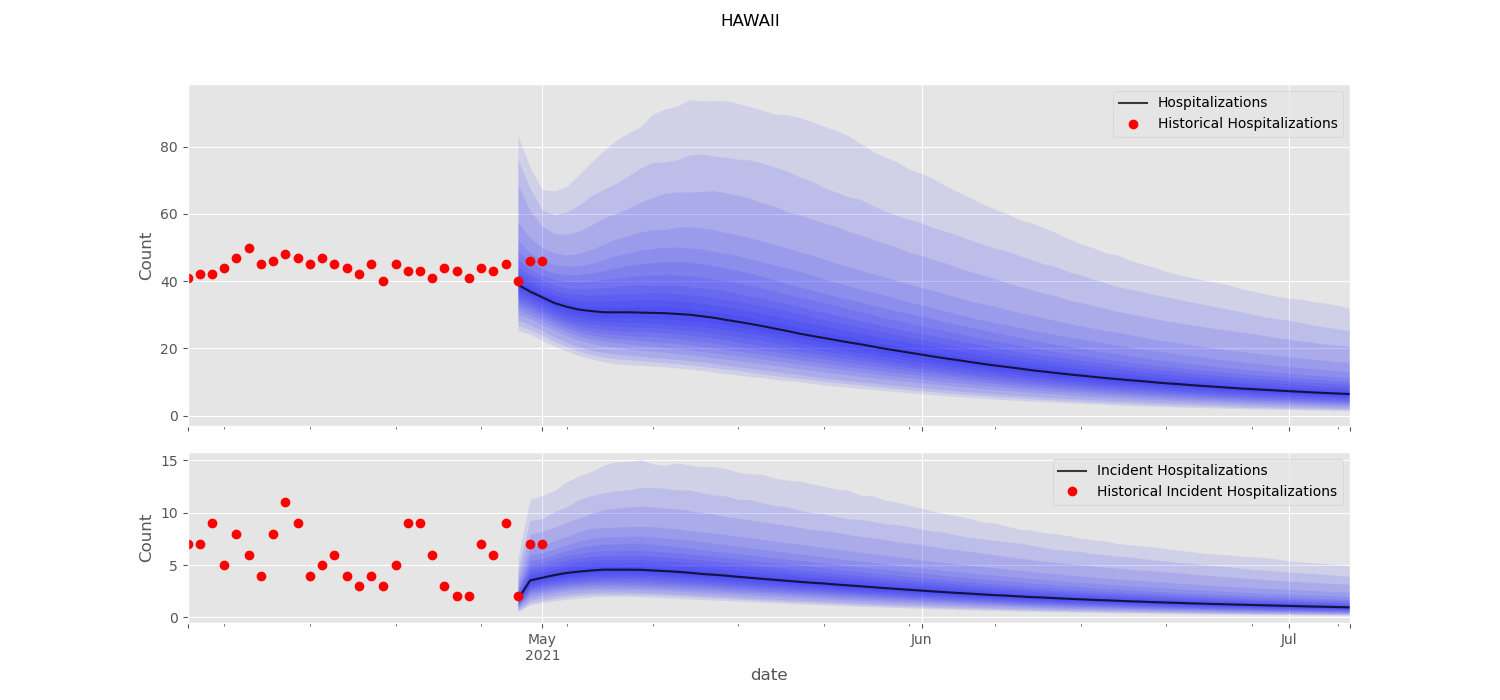 HAWAII
Hospitalizations
Historical Hospitalizations
Count
80
60
40
20
0
Incident Hospitalizations
Historical Incident Hospitalizations
Count
15
10
5
0
May
2021
Jun
Jul
date